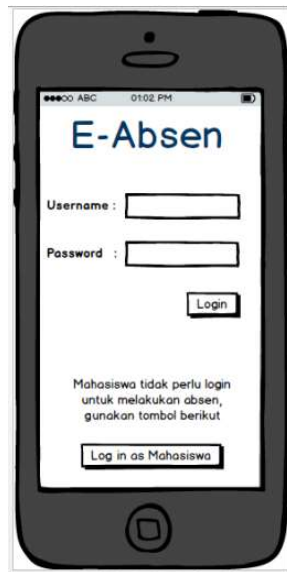 ABC 01:02 PM
E-Absen
Username :
Password :
Login
Mahasiswa tidak perlu login
untuk melakukan absen,
gunakan tombol berikut
Log in as Mahasiswa